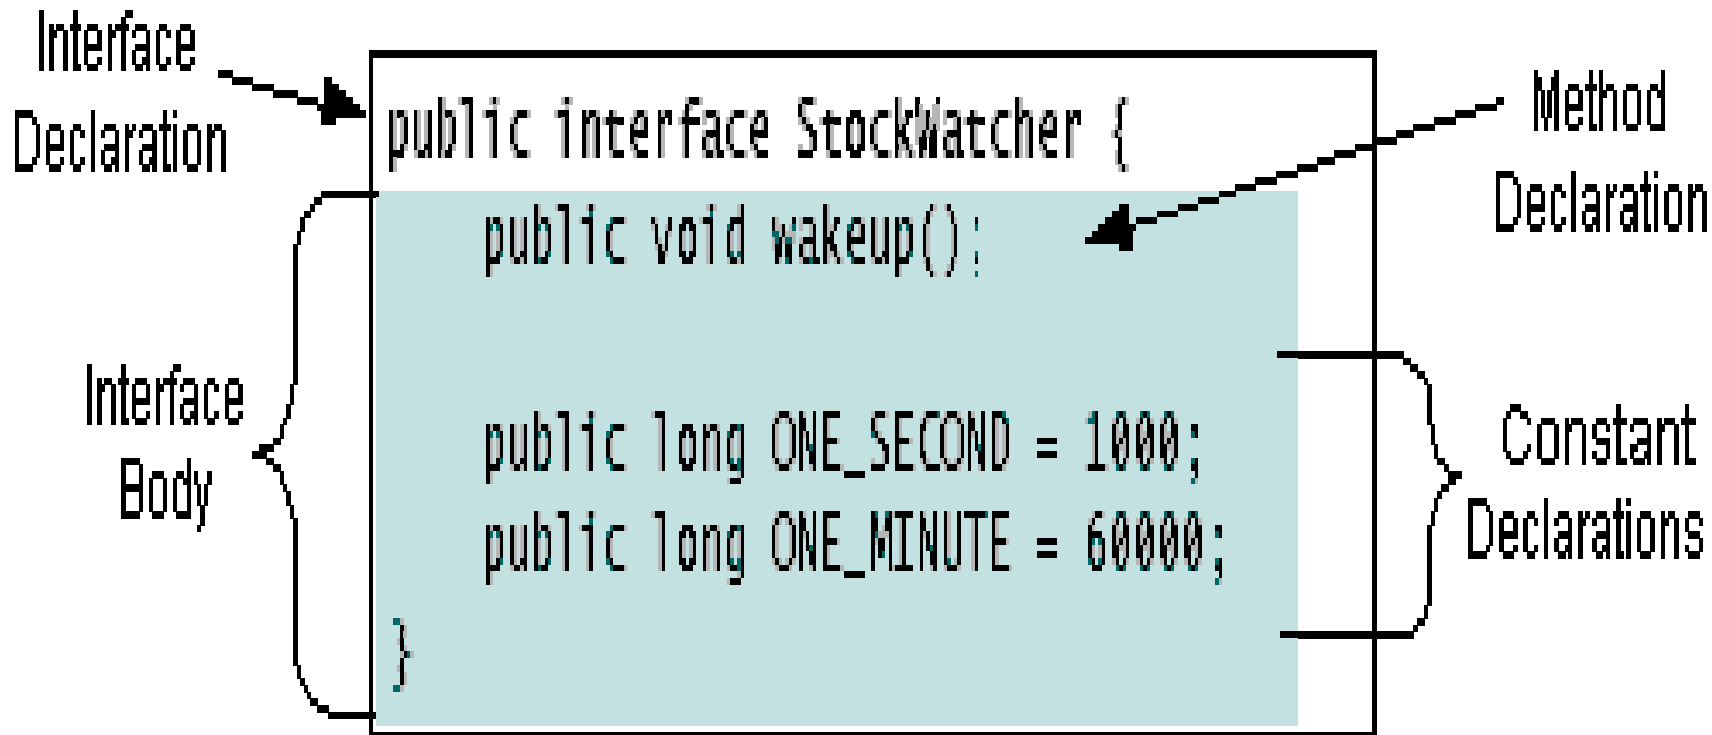 Interface
Declaration
public interface StockWatcher {
Method
Declaration
public void wakeup();
Interface
Body
public long ONE_SECOND = 1000;
public long ONE_MINUTE = 60000;
}
Constant
Declarations